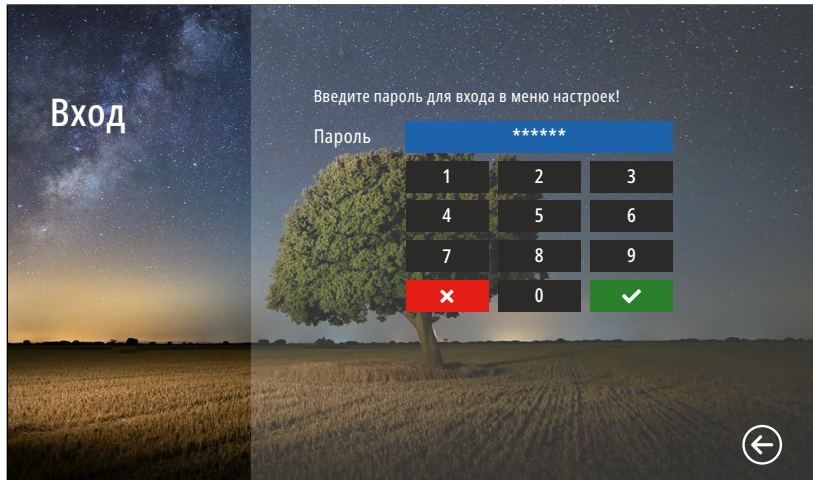 Вход
Введите пароль для входа в меню настроек!
Пароль ******
1 2 3
4 5 6
7 8 9
0